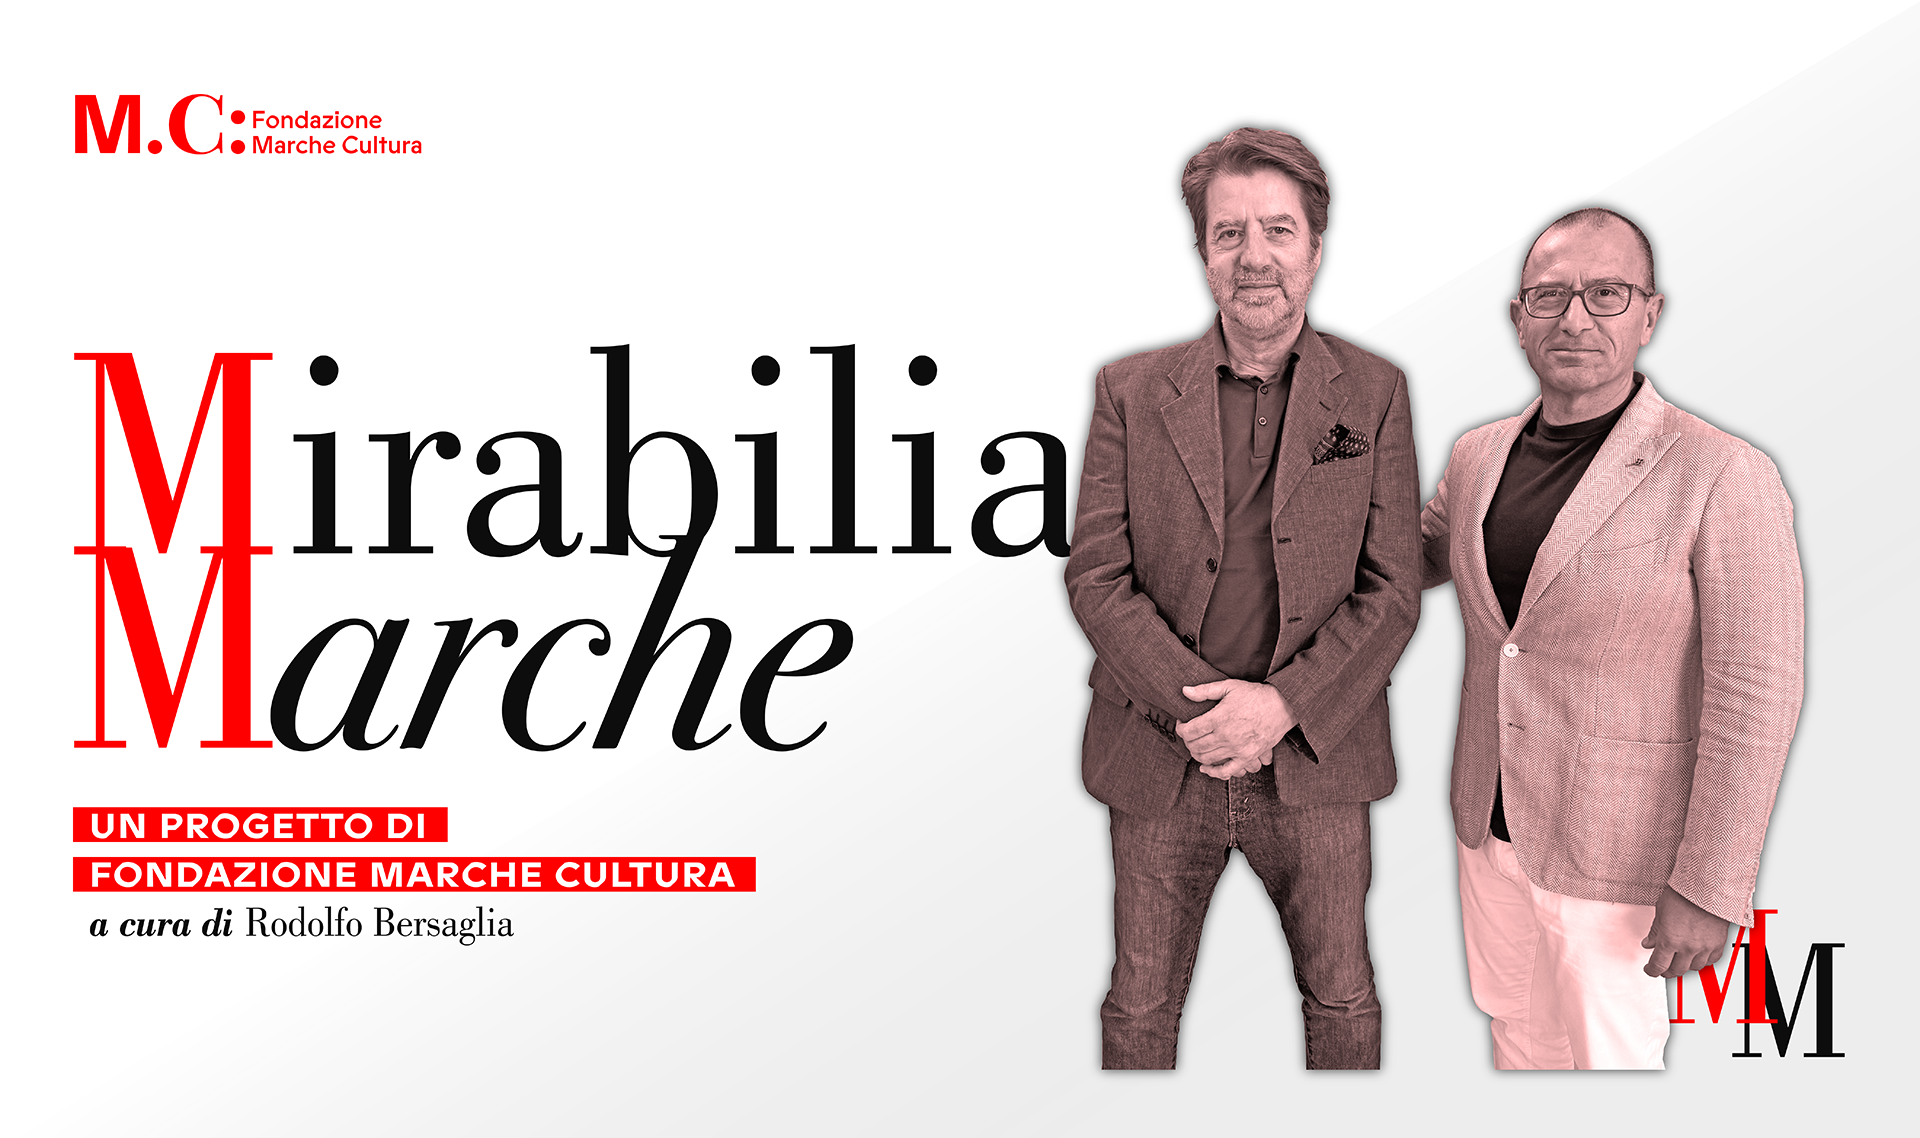 M.C: Fondazione
Marche Cultura
Mirabilia
Marche
UN PROGETTO DI
FONDAZIONE MARCHE CULTURA
a cura di Rodolfo Bersaglia
MM